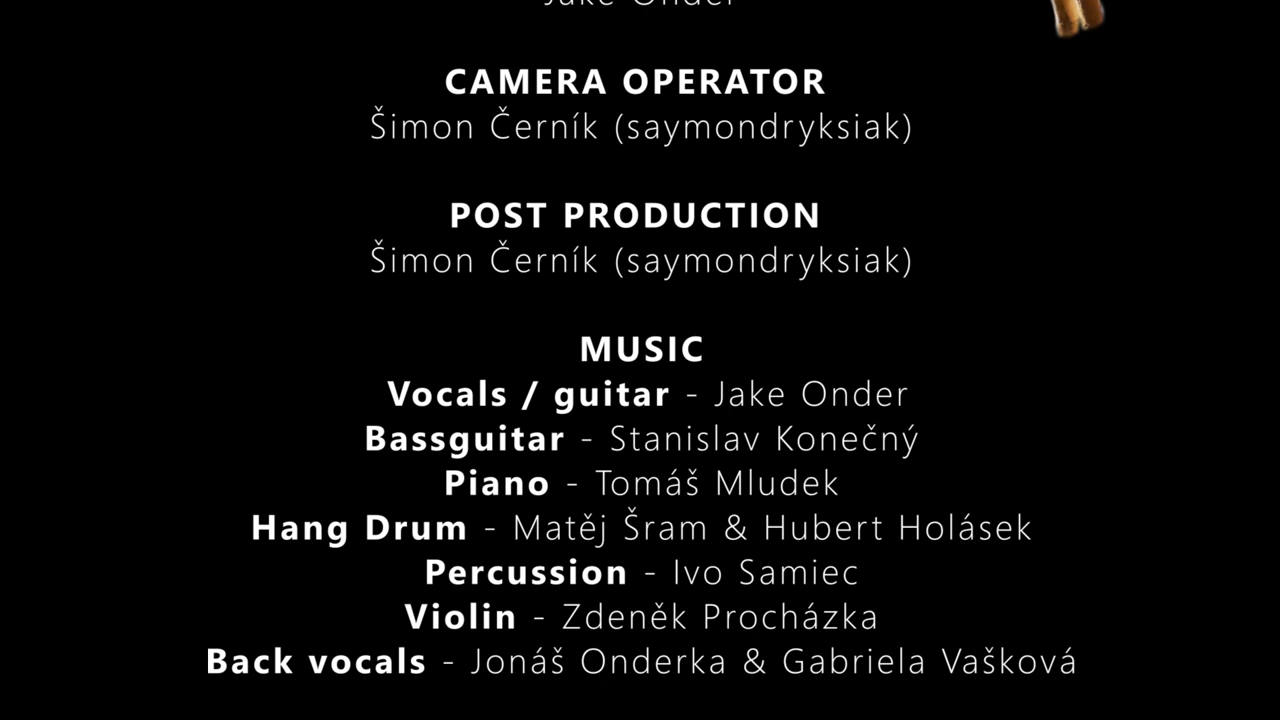 Jake Onder
CAMERA OPERATOR
Šimon Černík (saymondryksiak)
POST PRODUCTION
Šimon Černík (saymondryksiak)
MUSIC
Vocals / guitar - Jake Onder
Bassguitar - Stanislav Konečný
Piano - Tomáš Mludek
Hang Drum - Matěj Šram & Hubert Holásek
Percussion - Ivo Samiec
Violin - Zdeněk Procházka
Back vocals - Jonáš Onderka & Gabriela Vašková